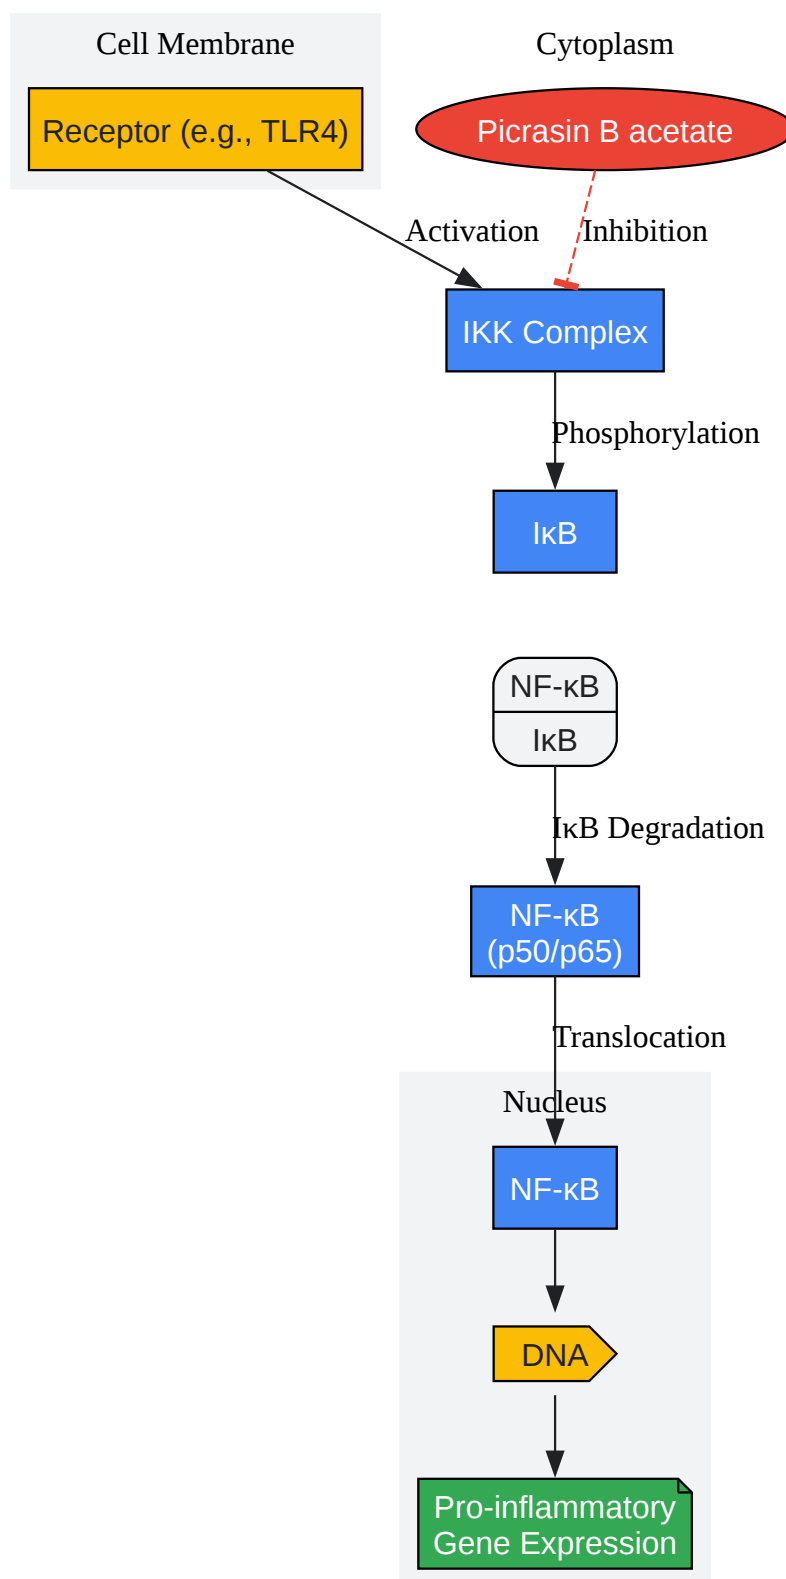 Cell Membrane
Cytoplasm
Receptor (e.g., TLR4)
Picrasin B acetate
Activation
Inhibition
IKK Complex
Phosphorylation
IκB
NF-κB
IκB
IκB Degradation
NF-κB
(p50/p65)
Translocation
Nucleus
NF-κB
DNA
Pro-inflammatory
Gene Expression